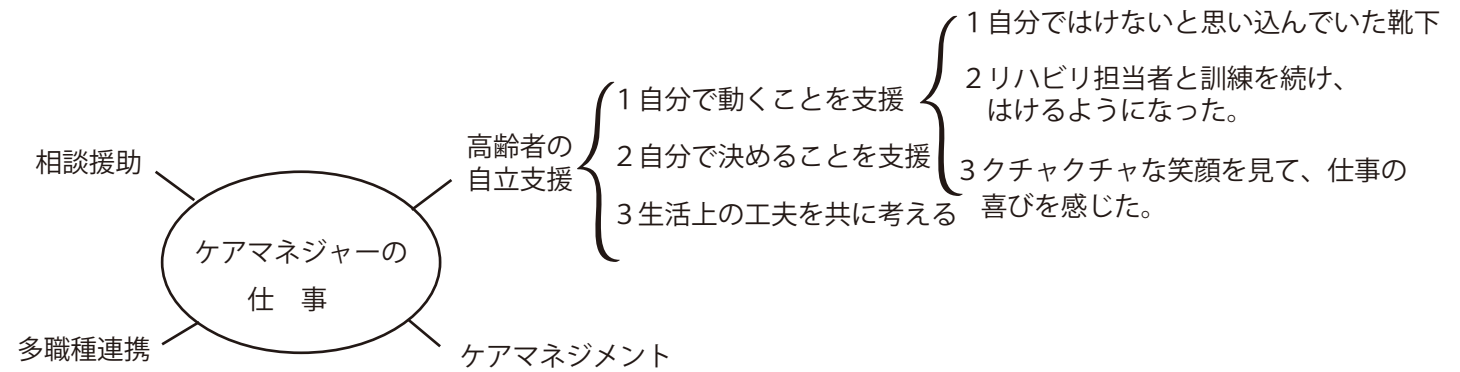 相談援助
ケアマネジャーの
仕　事
多職種連携
ケアマネジメント
高齢者の
自立支援
1 自分で動くことを支援
2 自分で決めることを支援
3 生活上の工夫を共に考える
1 自分ではけないと思い込んでいた靴下
2 リハビリ担当者と訓練を続け、
はけるようになった。
3 クチャクチャな笑顔を見て、仕事の
喜びを感じた。